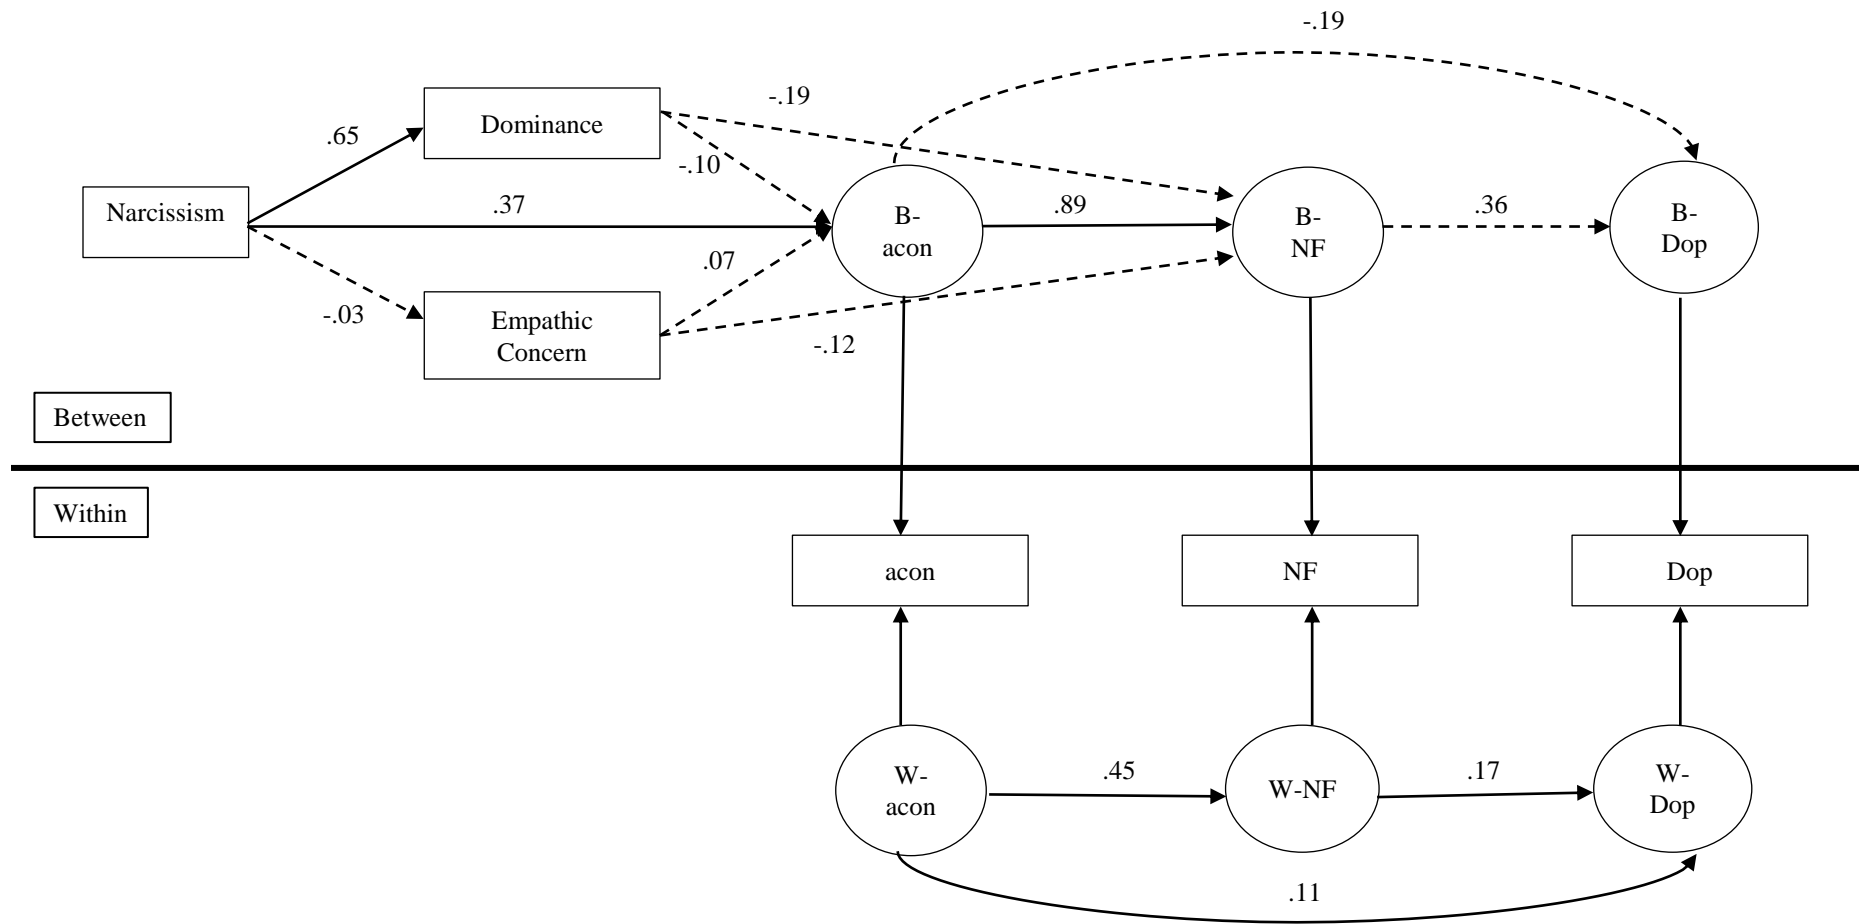 -.19
-.19
Dominance
.65
-.10
Narcissism
.37
B-
acon
.89
B-
NF
.36
B-
Dop
.07
-.03
Empathic
Concern
-.12
Between
Within
acon
NF
Dop
W-
acon
.45
W-NF
.17
W-
Dop
.11